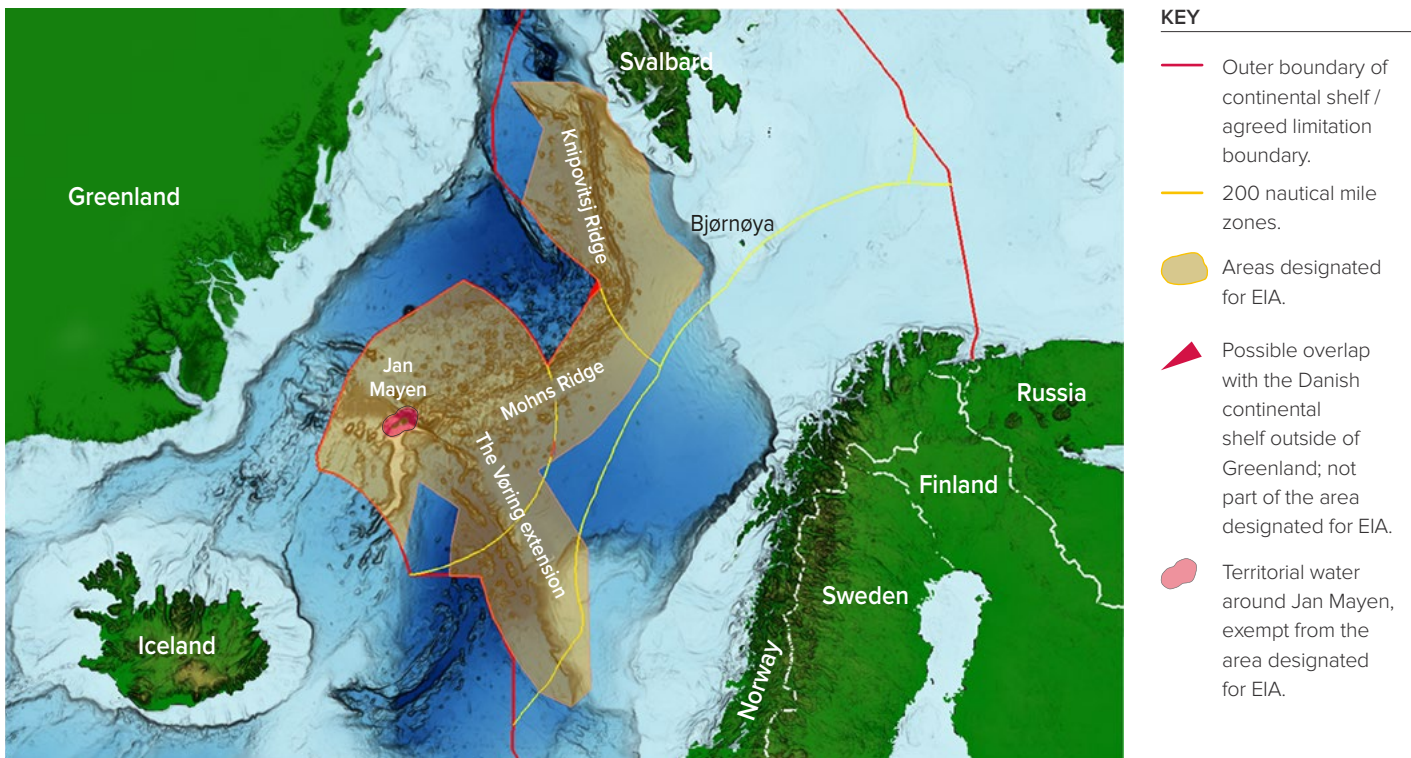 Svalbard
Knipovitsj Ridge
Greenland
Bjørnøya
Jan
Mayen
Mohns Ridge
The Vøring extension
Russia
Finland
Sweden
Norway
Iceland
KEY
Outer boundary of
continental shelf /
agreed limitation
boundary.
200 nautical mile
zones.
Areas designated
for EIA.
Possible overlap
with the Danish
continental
shelf outside of
Greenland; not
part of the area
designated for EIA.
Territorial water
around Jan Mayen,
exempt from the
area designated
for EIA.